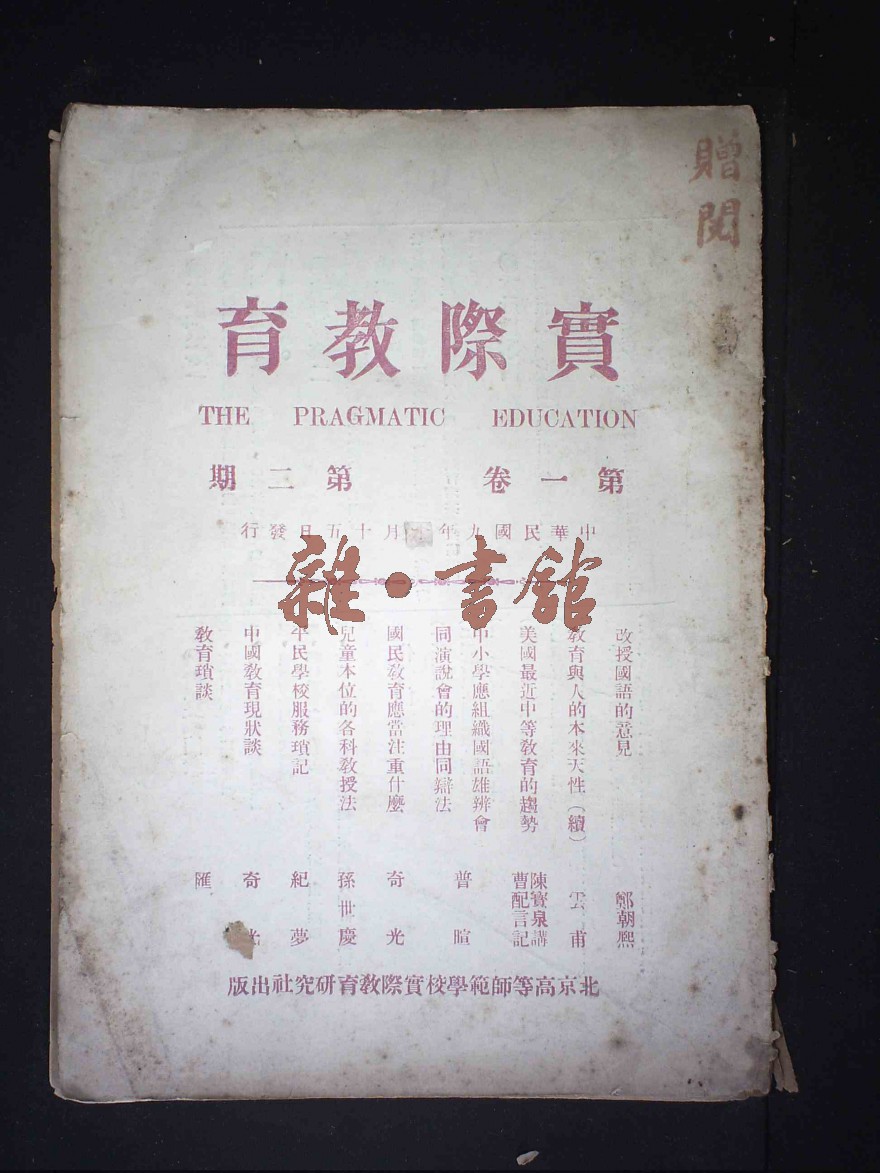 贈閱
實際教育
THE PRAGMATIC EDUCATION
第一卷 第二期
中華民國九年 月十五日發行
雜·書館
改授國語的意見 鄭朝熙
教育與人的本來天性（續） 雲甫
美國最近中等教育的趨勢 陳寶泉講 曹配言記
中小學應組織國語雄辨會
同演說會的理由同辯法 普暄
國民教育應當注重什麼 奇光
兒童本位的各科教授法 孫世慶
平民學校服務瑣記 紀夢
中國教育現狀談 奇光
教育瑣談 匯
北京高等師範學校實際教育研究社出版